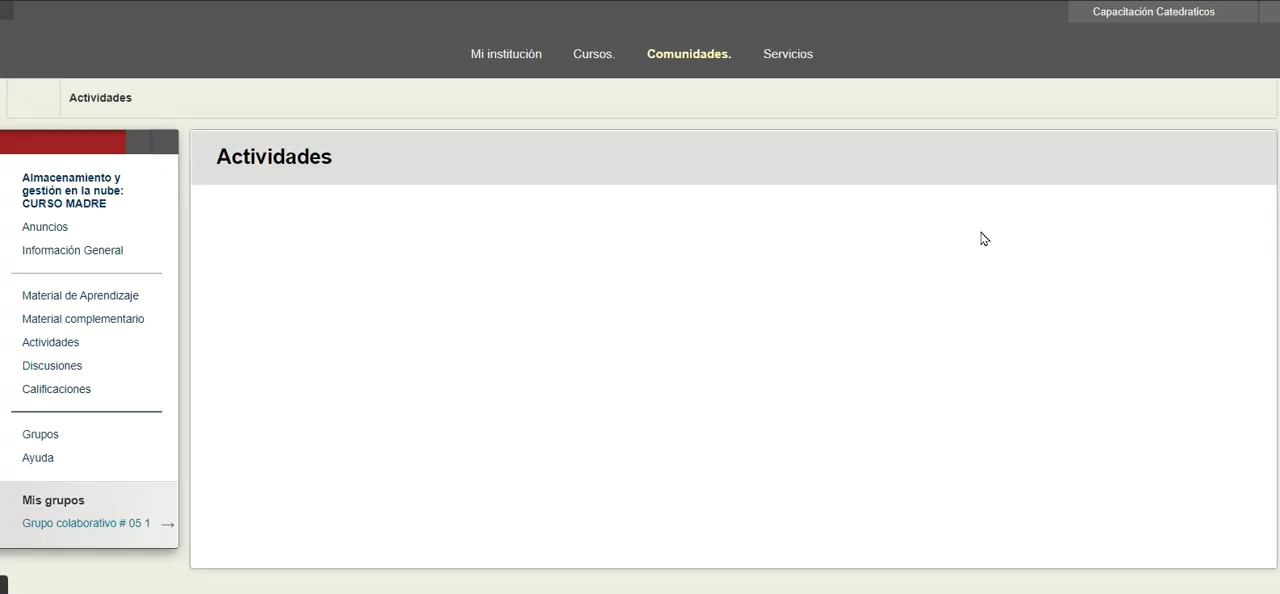 Capacitación Catedraticos
Mi institución Cursos. Comunidades. Servicios
Actividades
Actividades
Almacenamiento y
gestión en la nube:
CURSO MADRE
Anuncios
Información General
Material de Aprendizaje
Material complementario
Actividades
Discusiones
Calificaciones
Grupos
Ayuda
Mis grupos
Grupo colaborativo # 05 1 →